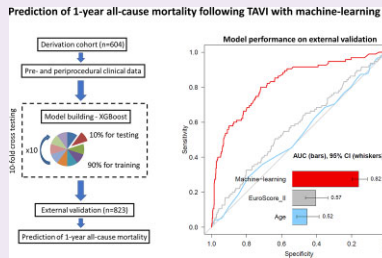 Prediction of 1-year all-cause mortality following TAVI with machine-learning
Derivation cohort (n=604)
Pre- and periprocedural clinical data
10-fold cross testing
Model building - XGBoost
x10
10% for testing
90% for training
External validation (n=823)
Prediction of 1-year all-cause mortality
Model performance on external validation
Sensitivity
1.0
0.8
0.6
0.4
0.2
0.0
AUC (bars), 95% CI (whiskers
Machine-learning
0.82
EuroScore_II
0.57
Age
0.52
1.0
0.8
0.6
0.4
0.2
Specificity